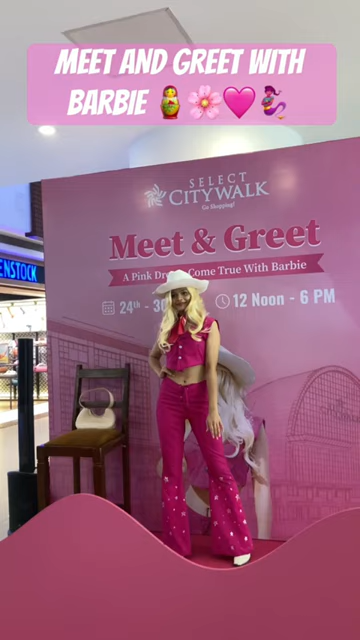 MEET AND GREET WITH
BARBIE 🪆🌸🩷🧜‍♀️
SELECT
CITYWALK
Go Shopping!
Meet & Greet
A Pink Dr Come True With Barbie
24th - 30 12 Noon - 6 PM
ENSTOCK